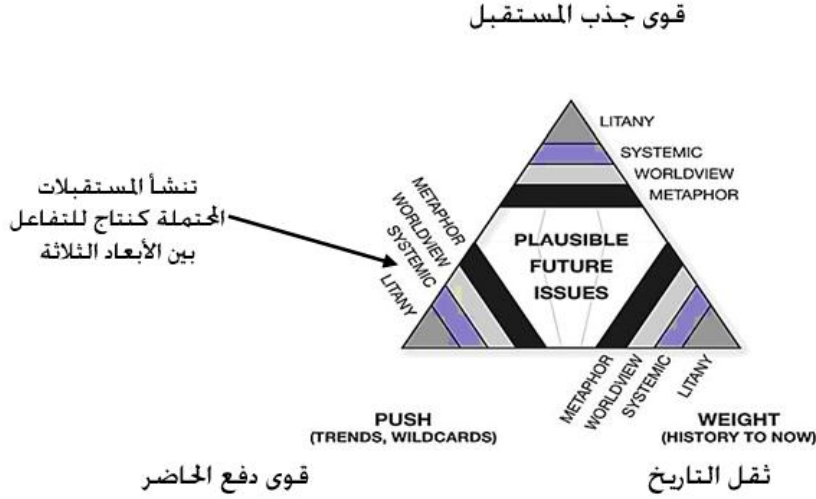 قوى جذب المستقبل
LITANY
SYSTEMIC
WORLDVIEW
METAPHOR
تنشأ المستقبلات
المحتملة كنتاج للتفاعل
بين الأبعاد الثلاثة
METAPHOR
WORLDVIEW
SYSTEMIC
LITANY
PLAUSIBLE
FUTURE
ISSUES
METAPHOR
WORLDVIEW
SYSTEMIC
LITANY
PUSH
(TRENDS, WILDCARDS)
WEIGHT
(HISTORY TO NOW)
قوى دفع الحاضر
ثقل التاريخ